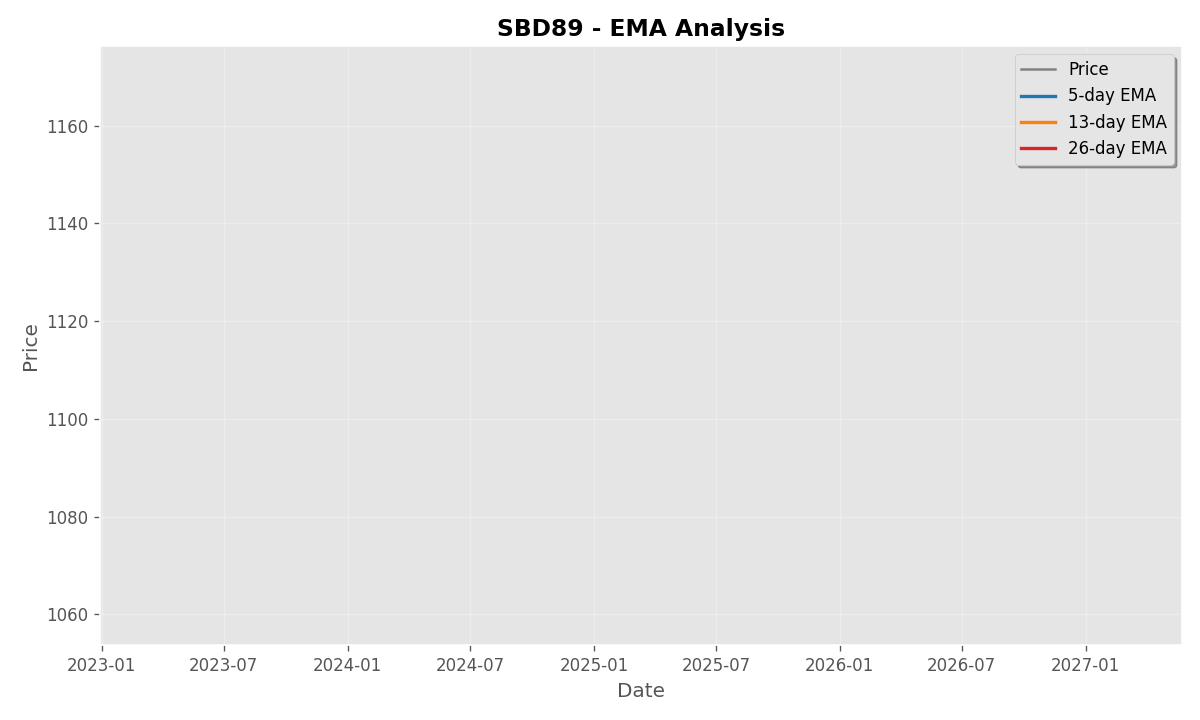 SBD89 - EMA Analysis
Price
5-day EMA
13-day EMA
26-day EMA
1160
1140
1120
1100
1080
1060
Price
2023-01
2023-07
2024-01
2024-07
2025-01
2025-07
2026-01
2026-07
2027-01
Date